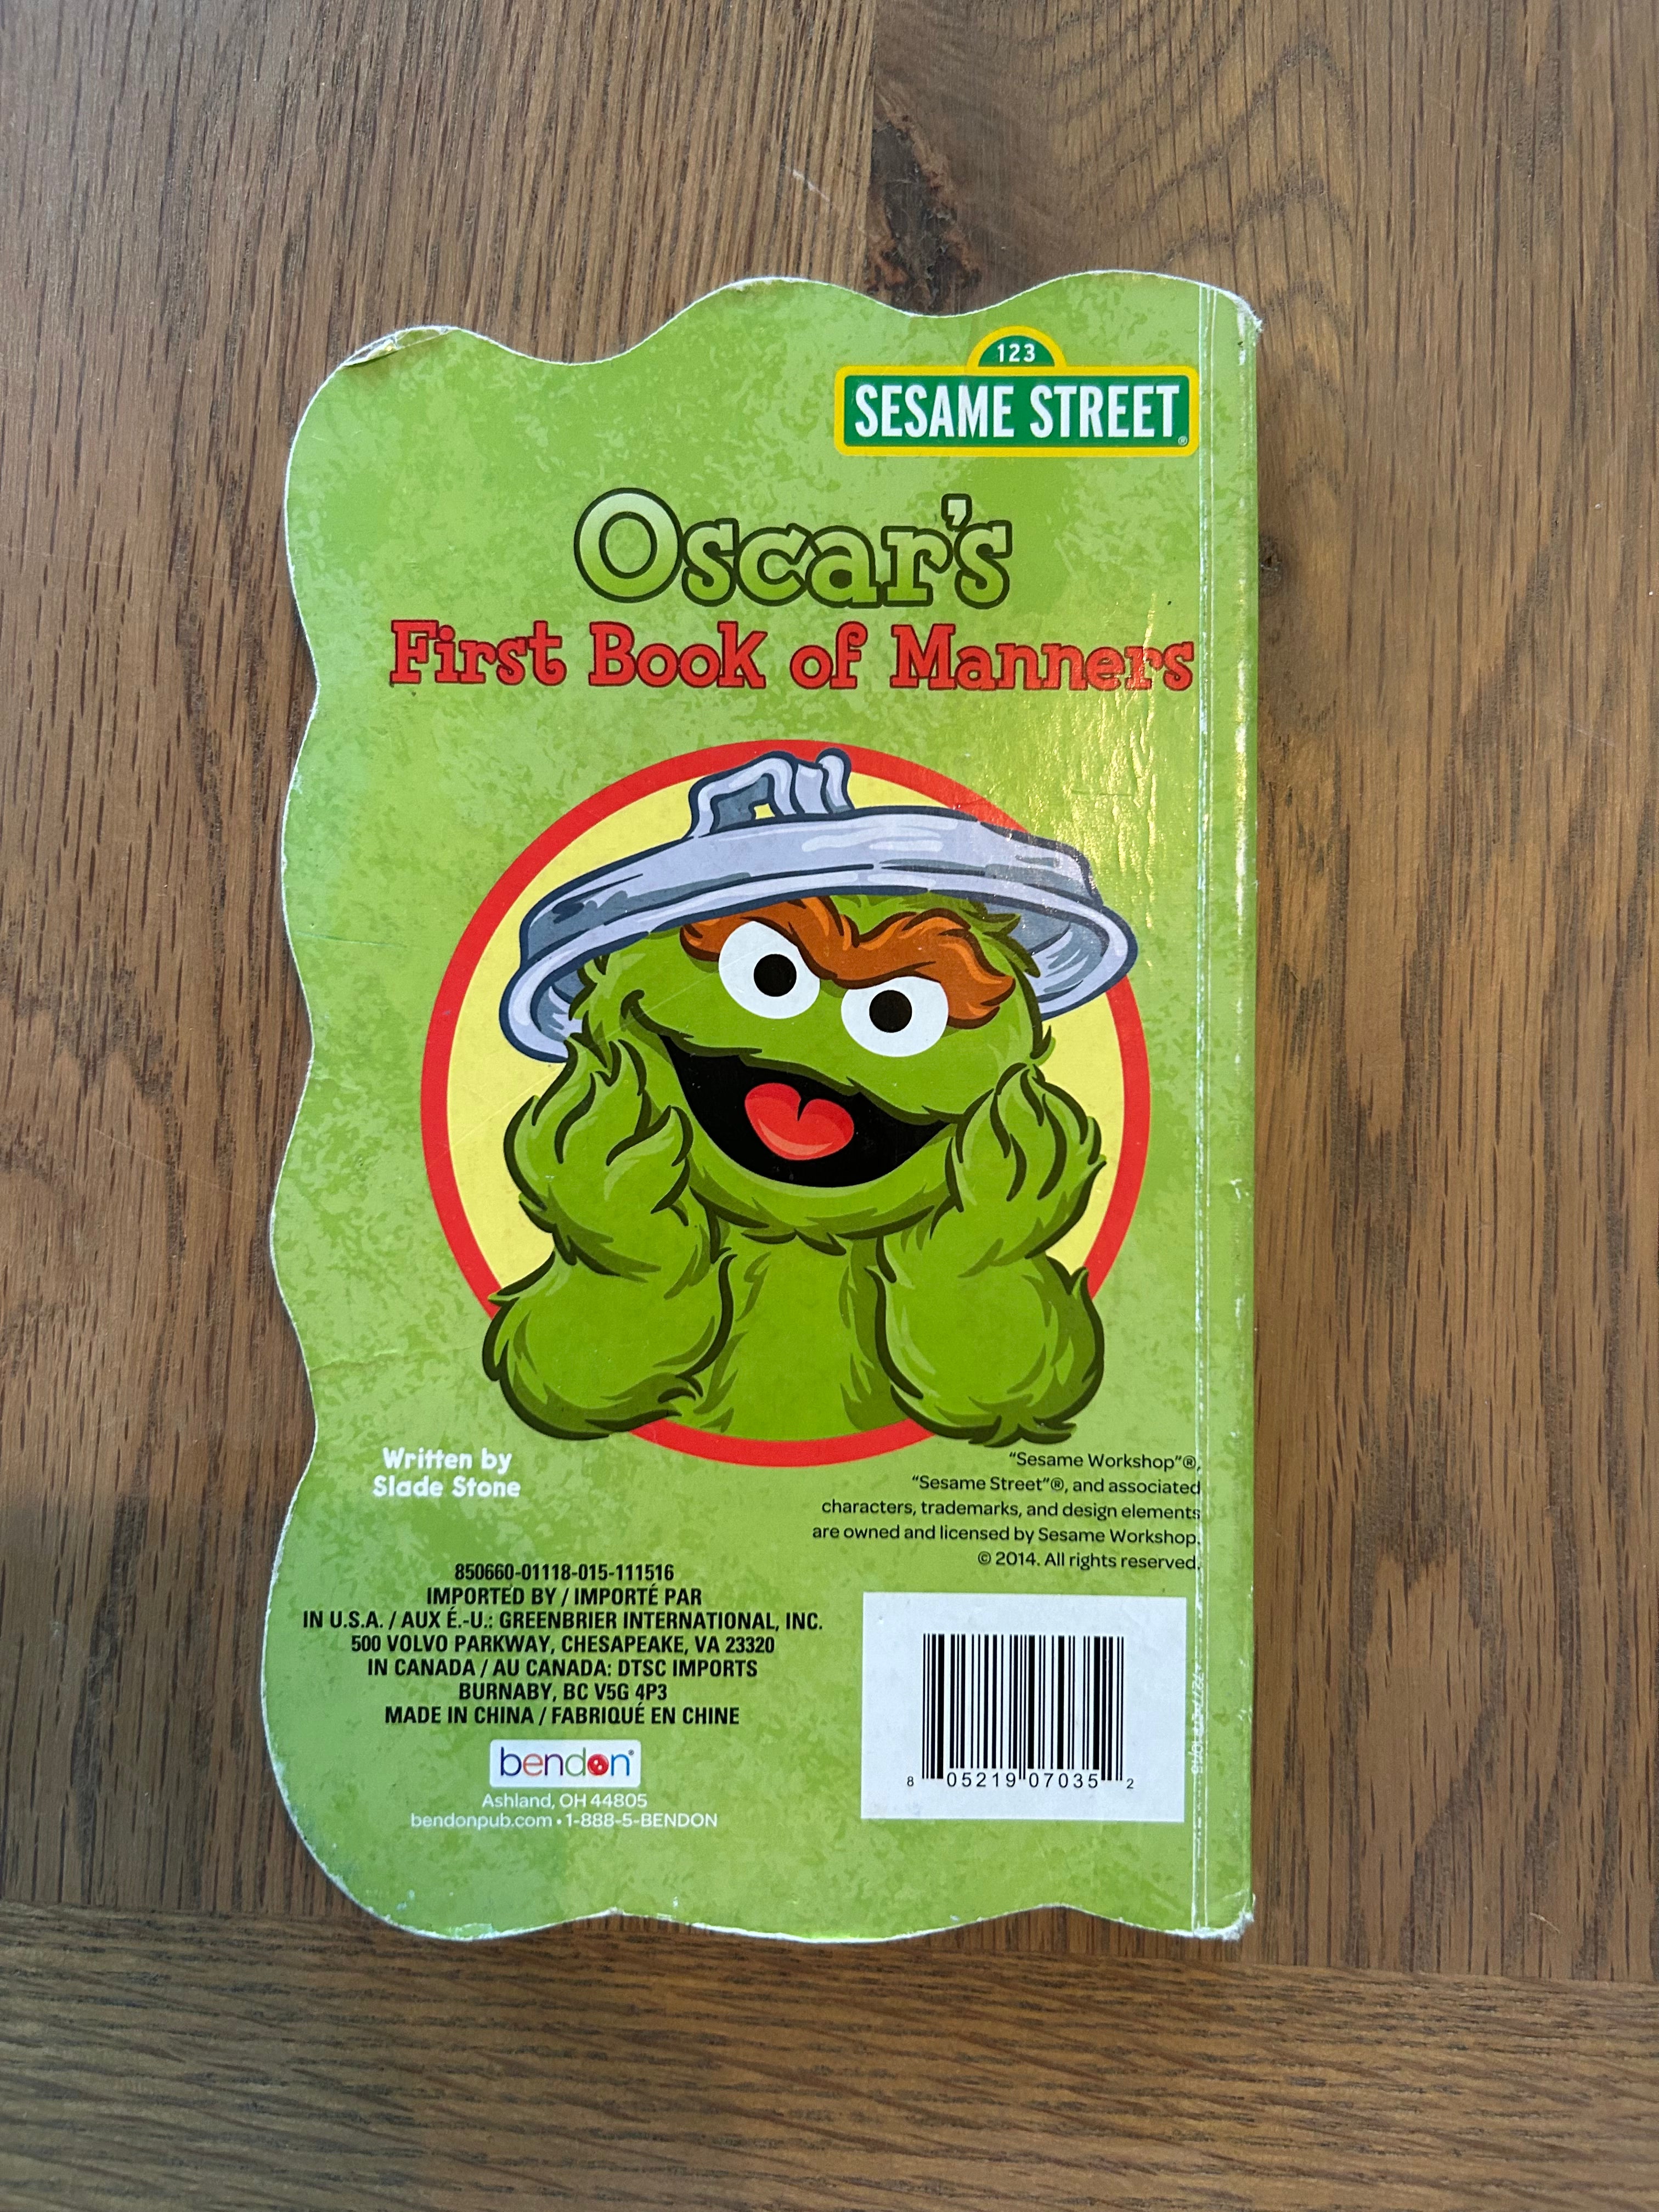 123
SESAME STREET®
Oscar's
First Book of Manners
Written by
Slade Stone
"Sesame Workshop"®,
"Sesame Street"®, and associated
characters, trademarks, and design elements
are owned and licensed by Sesame Workshop.
© 2014. All rights reserved.
850660-01118-015-111516
IMPORTED BY / IMPORTÉ PAR
IN U.S.A. / AUX É.-U.: GREENBRIER INTERNATIONAL, INC.
500 VOLVO PARKWAY, CHESAPEAKE, VA 23320
IN CANADA / AU CANADA: DTSC IMPORTS
BURNABY, BC V5G 4P3
MADE IN CHINA / FABRIQUÉ EN CHINE
bendon®
Ashland, OH 44805
bendonpub.com • 1-888-5-BENDON
8 05219 07035 2